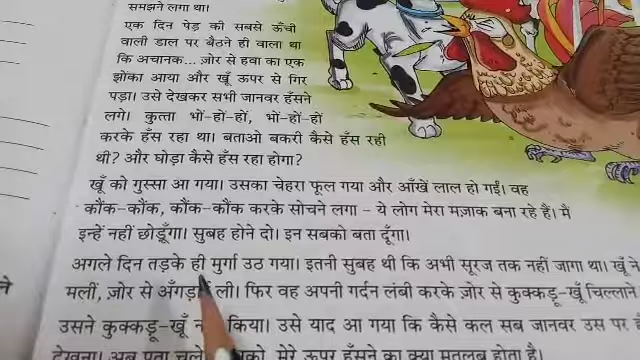 समझने लगा था।
एक दिन पेड़ की सबसे ऊँची
वाली डाल पर बैठने ही वाला था
कि अचानक... ज़ोर से हवा का एक
झोंका आया और खूँ ऊपर से गिर
पड़ा। उसे देखकर सभी जानवर हँसने
लगे। कुत्ता भों-हो-हों, भों-हों-हो
करके हँस रहा था। बताओ बकरी कैसे हँस रही
थी? और घोड़ा कैसे हँस रहा होगा?
खूँ को गुस्सा आ गया। उसका चेहरा फूल गया और आँखें लाल हो गईं। वह
कौंक-कौंक, कौंक-कौंक करके सोचने लगा - ये लोग मेरा मज़ाक बना रहे हैं। मैं
इन्हें नहीं छोडूँगा। सुबह होने दो। इन सबको बता दूँगा।
अगले दिन तड़के ही मुर्गा उठ गया। इतनी सुबह थी कि अभी सूरज तक नहीं जागा था। खूँ ने
मलीं, ज़ोर से ली। फिर वह अपनी गर्दन लंबी करके ज़ोर से कुक्कडू-खूँ चिल्लाने
ने
उसने कुक्कडू-खूँ किया। उसे याद आ गया कि कैसे कल सब जानवर उस पर
देखना। अब पता मेरे ऊपर हँसने का क्या मतलब होता है।